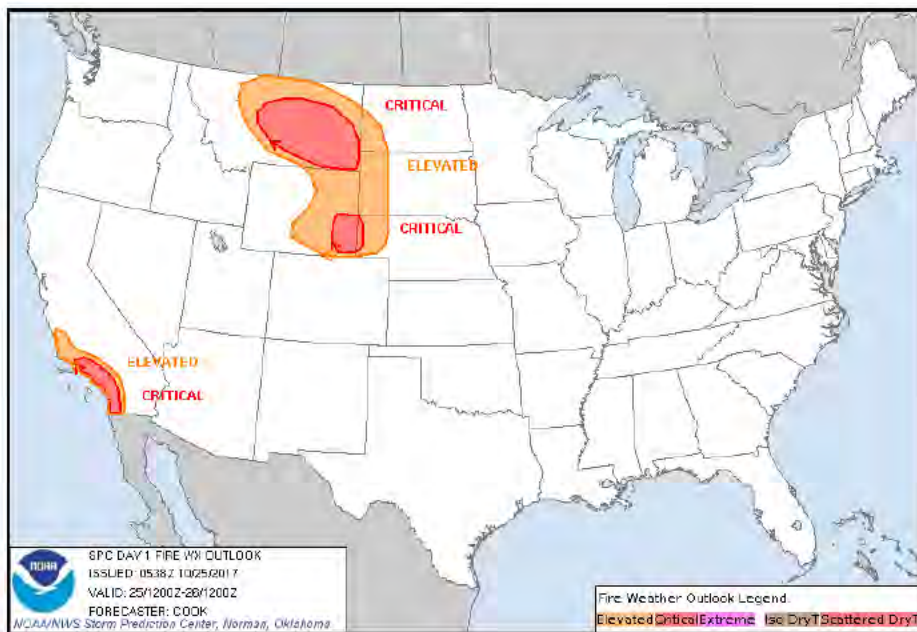 CRITICAL
ELEVATED
CRITICAL
ELEVATED
CRITICAL
NOAA
SPC DAY 1 FIRE WX OUTLOOK
ISSUED: 0538Z 10/25/2017
VALID: 25/1200Z-26/1200Z
FORECASTER: COOK
NOAA/NWS Storm Prediction Center, Norman, Oklahoma
Fire Weather Outlook Legend:
Elevated Critical Extreme Iso DryT Scattered DryT